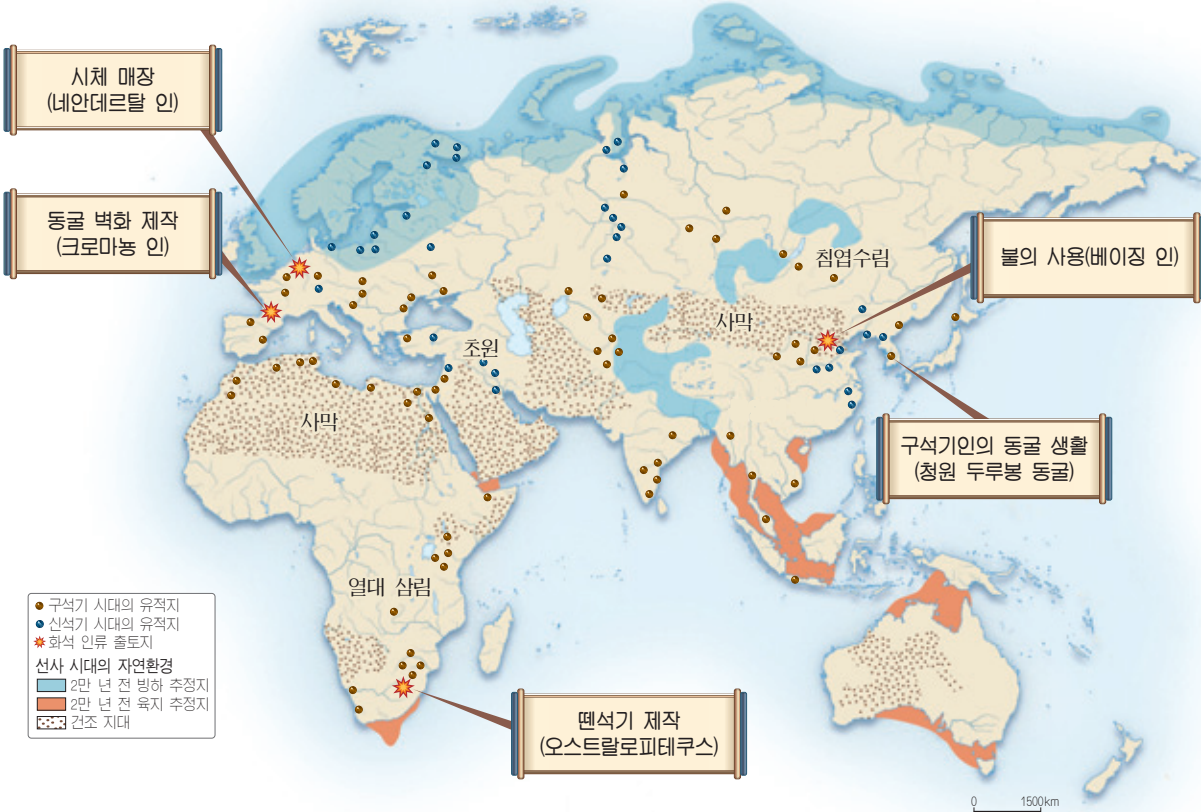 시체 매장
(네안데르탈 인)
동굴 벽화 제작
(크로마뇽 인)
불의 사용(베이징 인)
침엽수림
사막
초원
사막
구석기인의 동굴 생활
(청원 두루봉 동굴)
열대 삼림
뗀석기 제작
(오스트랄로피테쿠스)
구석기 시대의 유적지
신석기 시대의 유적지
화석 인류 출토지
선사 시대의 자연환경
2만 년 전 빙하 추정지
2만 년 전 육지 추정지
건조 지대
0 1500km